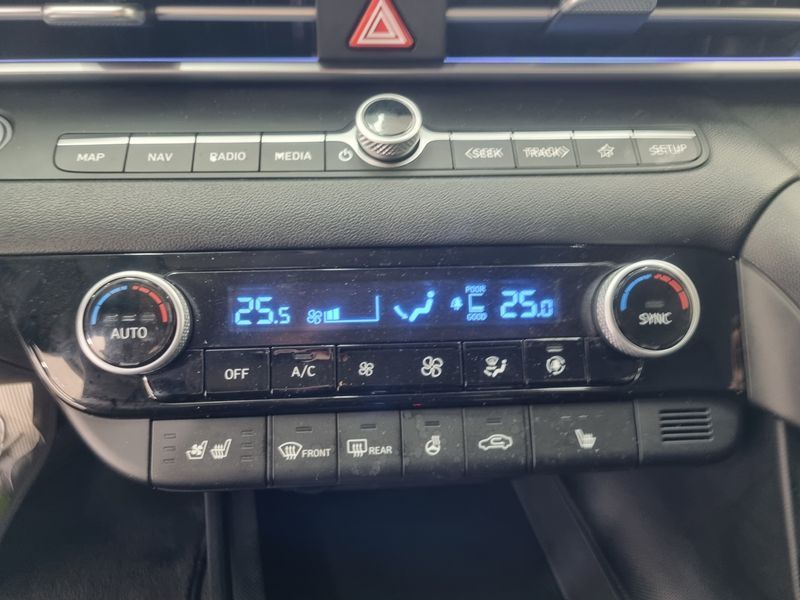 MAP NAV RADIO MEDIA <SEEK TRACK> SETUP
AUTO 25.5 POOR GOOD 25.0 SYNC
OFF A/C
FRONT REAR